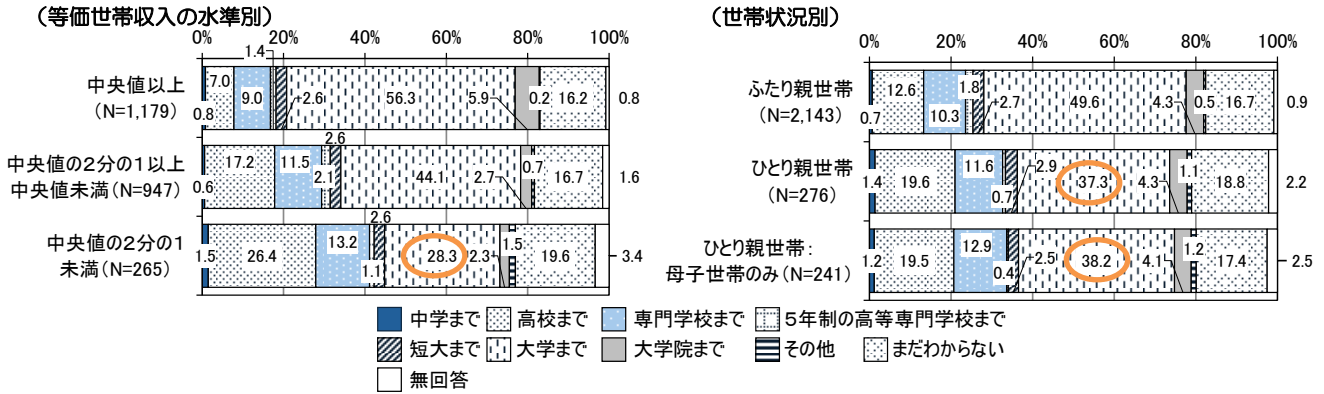 （等価世帯収入の水準別）
0% 20% 40% 60% 80% 100%
1.4
中央値以上
（N=1,179）
0.8 7.0 9.0 2.6 56.3 5.9 0.2 16.2 0.8
2.6
中央値の2分の1以上
中央値未満（N=947）
0.6 17.2 11.5 2.1 44.1 2.7 0.7 16.7 1.6
2.6
中央値の2分の1
未満（N=265）
1.5 26.4 13.2 1.1 28.3 2.3 1.5 19.6 3.4
（世帯状況別）
0% 20% 40% 60% 80% 100%
ふたり親世帯
（N=2,143）
0.7 12.6 10.3 1.8 2.7 49.6 4.3 0.5 16.7 0.9
ひとり親世帯
（N=276）
1.4 19.6 11.6 0.7 2.9 37.3 4.3 1.1 18.8 2.2
ひとり親世帯：
母子世帯のみ（N=241）
1.2 19.5 12.9 0.4 2.5 38.2 4.1 1.2 17.4 2.5
中学まで 高校まで 専門学校まで 5年制の高等専門学校まで
短大まで 大学まで 大学院まで その他 まだわからない
無回答